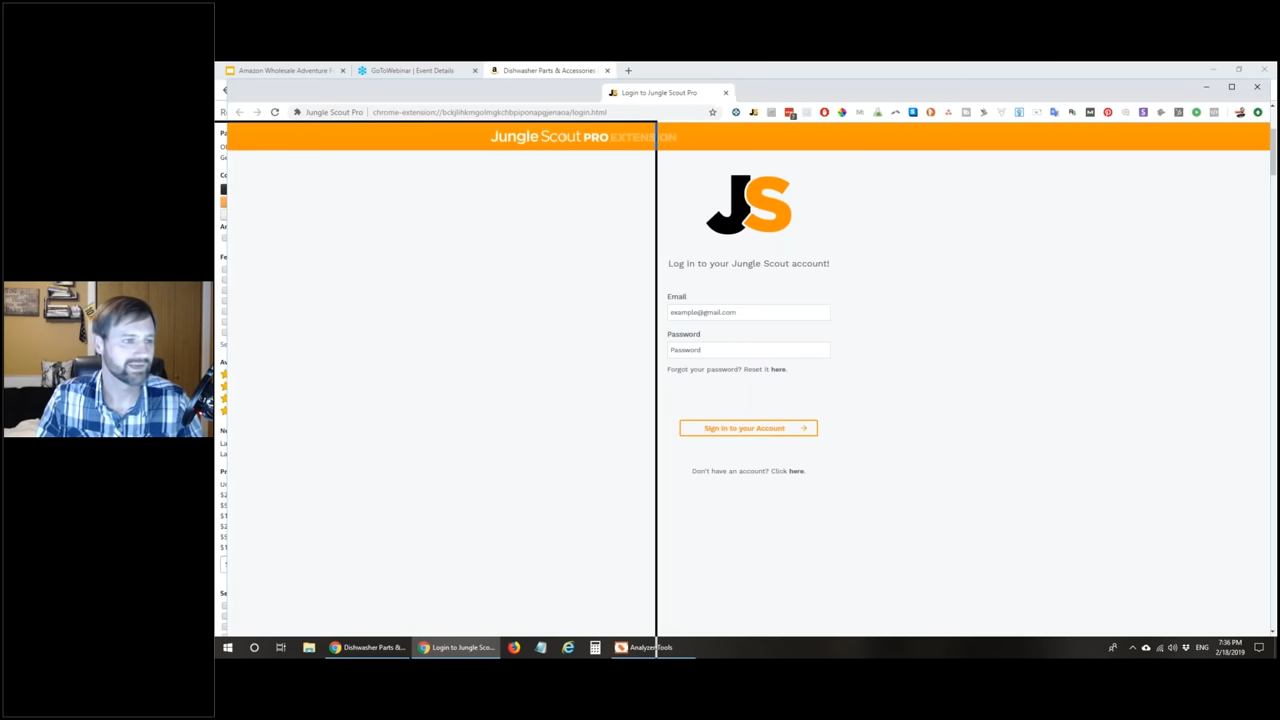 Amazon Wholesale Adventure
GoToWebinar | Event Details
Dishwasher Parts & Accessories
Login to Jungle Scout Pro
Jungle Scout Pro
chrome-extension://bckjlihkmgolmgkchbpiponapgjenaoa/login.html
Jungle Scout PRO EXTENSION
JS
Log in to your Jungle Scout account!
Email
example@gmail.com
Password
Password
Forgot your password? Reset it here.
Sign in to your Account
Don't have an account? Click here.
Dishwasher Parts &...
Login to Jungle Sco...
Analyzer Tools
ENG
7:36 PM
2/18/2019